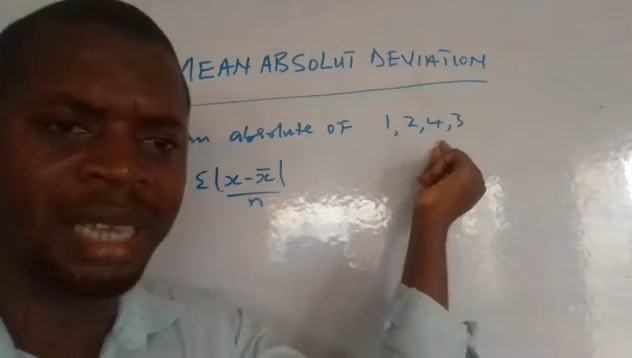 MEAN ABSOLUT DEVIATION
absolute of 1, 2, 4, 3
Σ|x - x̄|
n